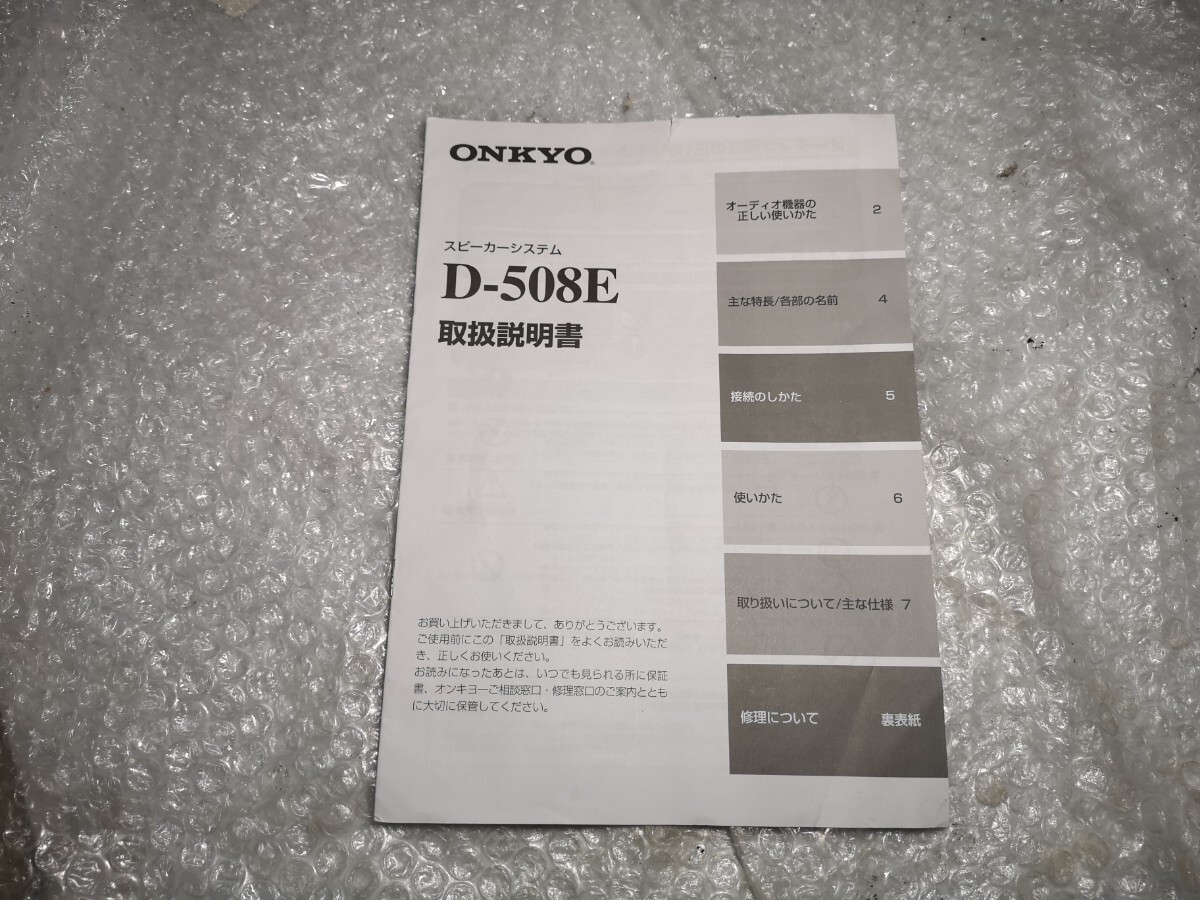 ONKYO
スピーカーシステム
D-508E
取扱説明書
お買い上げいただきまして、ありがとうございます。
ご使用前にこの「取扱説明書」をよくお読みいただ
き、正しくお使いください。
お読みになったあとは、いつでも見られる所に保証
書、オンキヨーご相談窓口・修理窓口のご案内ととも
に大切に保管してください。
オーディオ機器の
正しい使いかた 2
主な特長/各部の名前 4
接続のしかた 5
使いかた 6
取り扱いについて/主な仕様 7
修理について 裏表紙